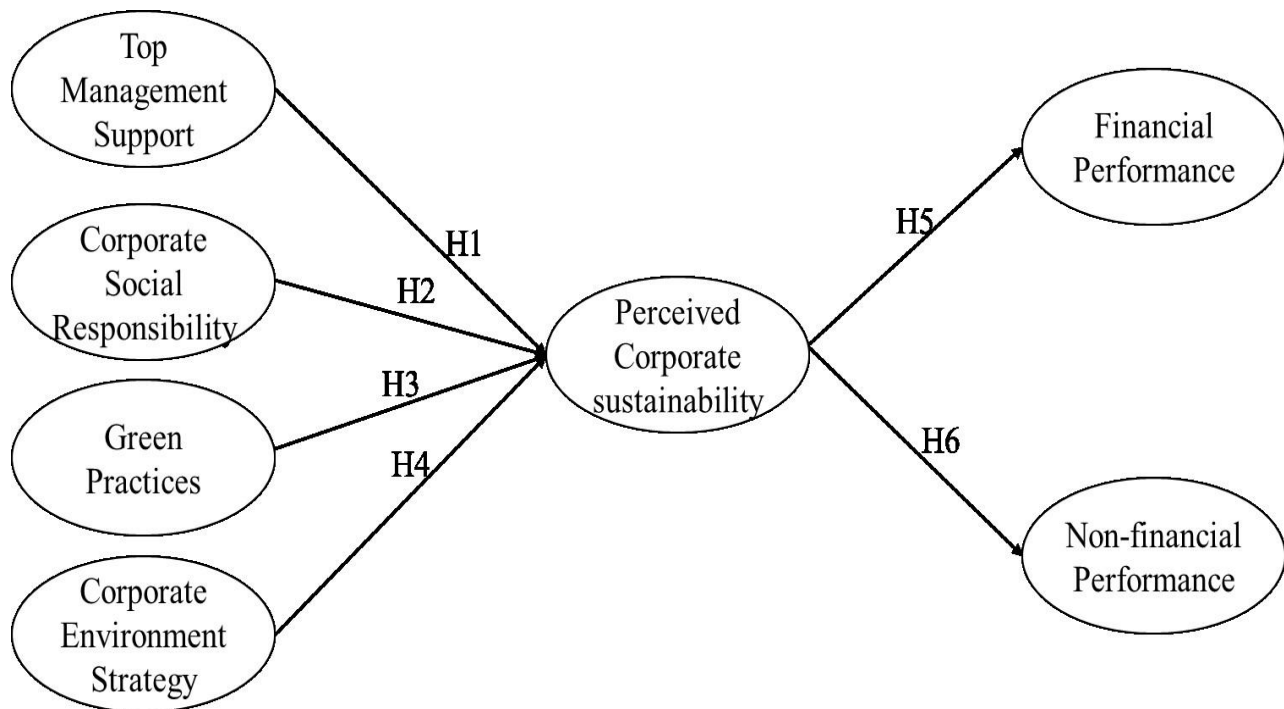 Top
Management
Support
Corporate
Social
Responsibility
Green
Practices
Corporate
Environment
Strategy
H1
H2
H3
H4
Perceived
Corporate
sustainability
H5
H6
Financial
Performance
Non-financial
Performance